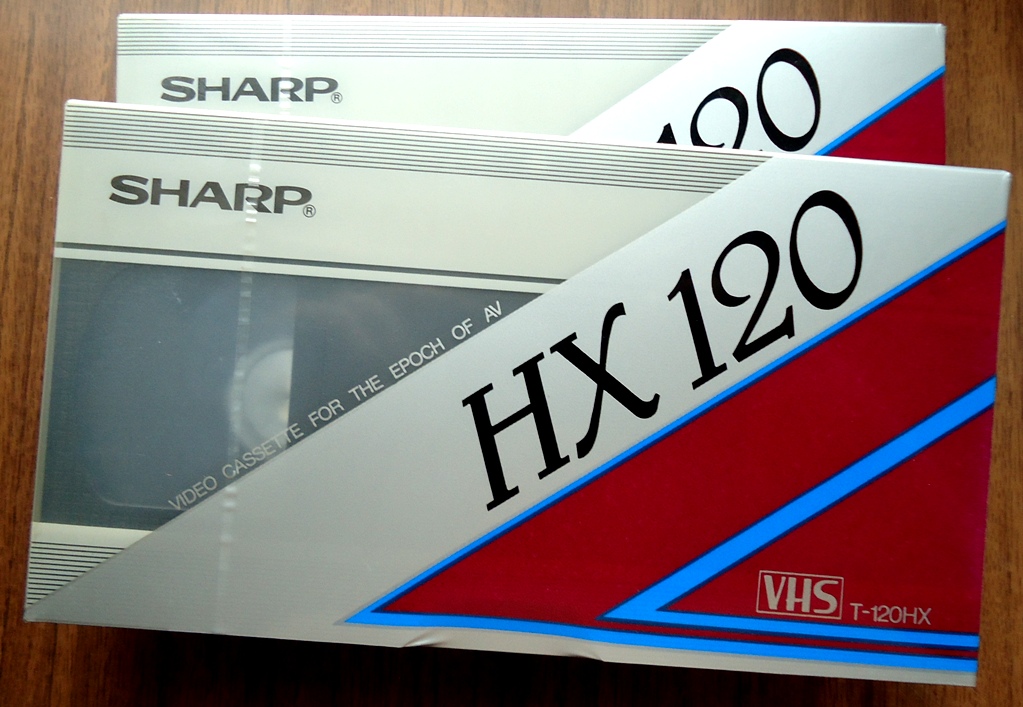 SHARP®
120
SHARP®
HX 120
VIDEO CASSETTE FOR THE EPOCH OF AV
VHS
T-120HX